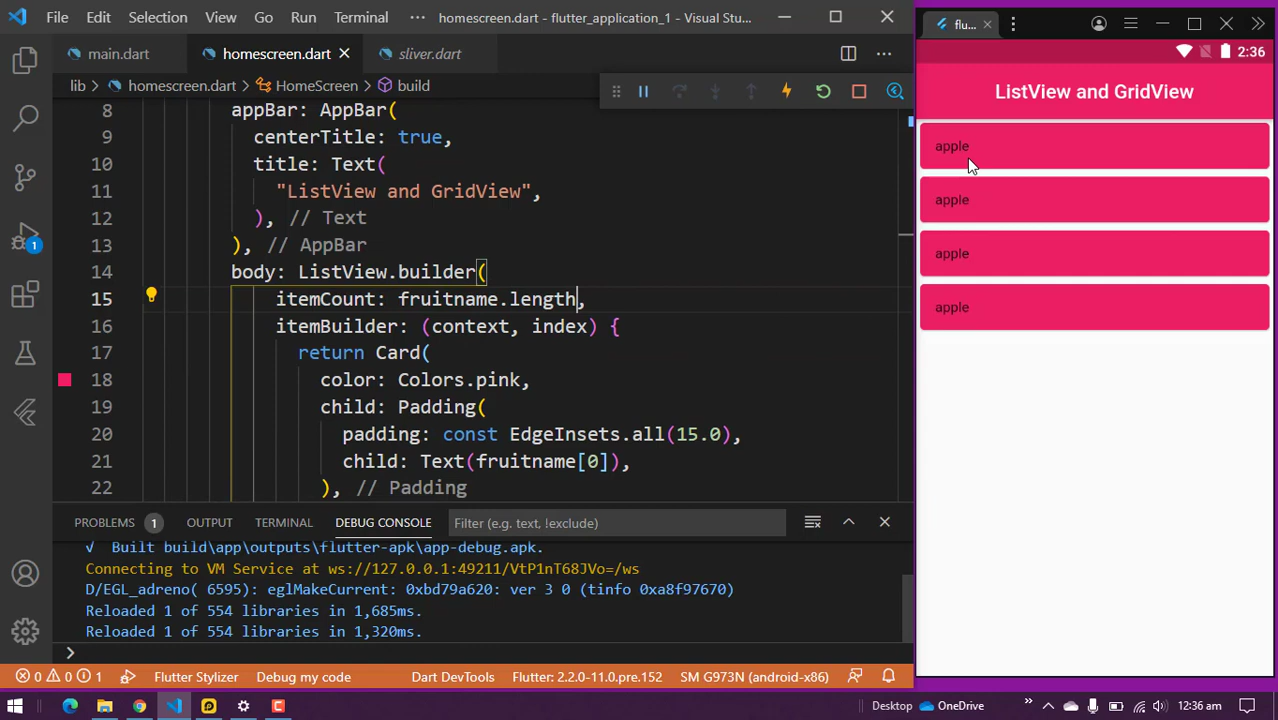 File Edit Selection View Go Run Terminal ··· homescreen.dart - flutter_application_1 - Visual Stu...
main.dart homescreen.dart sliver.dart
lib > homescreen.dart > HomeScreen > build
8 appBar: AppBar(
9 centerTitle: true,
10 title: Text(
11 "ListView and GridView",
12 ), // Text
13 ), // AppBar
14 body: ListView.builder(
15 itemCount: fruitname.length,
16 itemBuilder: (context, index) {
17 return Card(
18 color: Colors.pink,
19 child: Padding(
20 padding: const EdgeInsets.all(15.0),
21 child: Text(fruitname[0]),
22 ), // Padding
1
PROBLEMS 1 OUTPUT TERMINAL DEBUG CONSOLE Filter (e.g. text, !exclude)
√ Built build\app\outputs\flutter-apk\app-debug.apk.
Connecting to VM Service at ws://127.0.0.1:49211/VtP1nT68JVo=/ws
D/EGL_adreno( 6595): eglMakeCurrent: 0xbd79a620: ver 3 0 (tinfo 0xa8f97670)
Reloaded 1 of 554 libraries in 1,685ms.
Reloaded 1 of 554 libraries in 1,320ms.
>
0 0 1 Flutter Stylizer Debug my code Dart DevTools Flutter: 2.2.0-11.0.pre.152 SM G973N (android-x86)
flu...
2:36
ListView and GridView
apple
apple
apple
apple
Desktop OneDrive 12:36 am